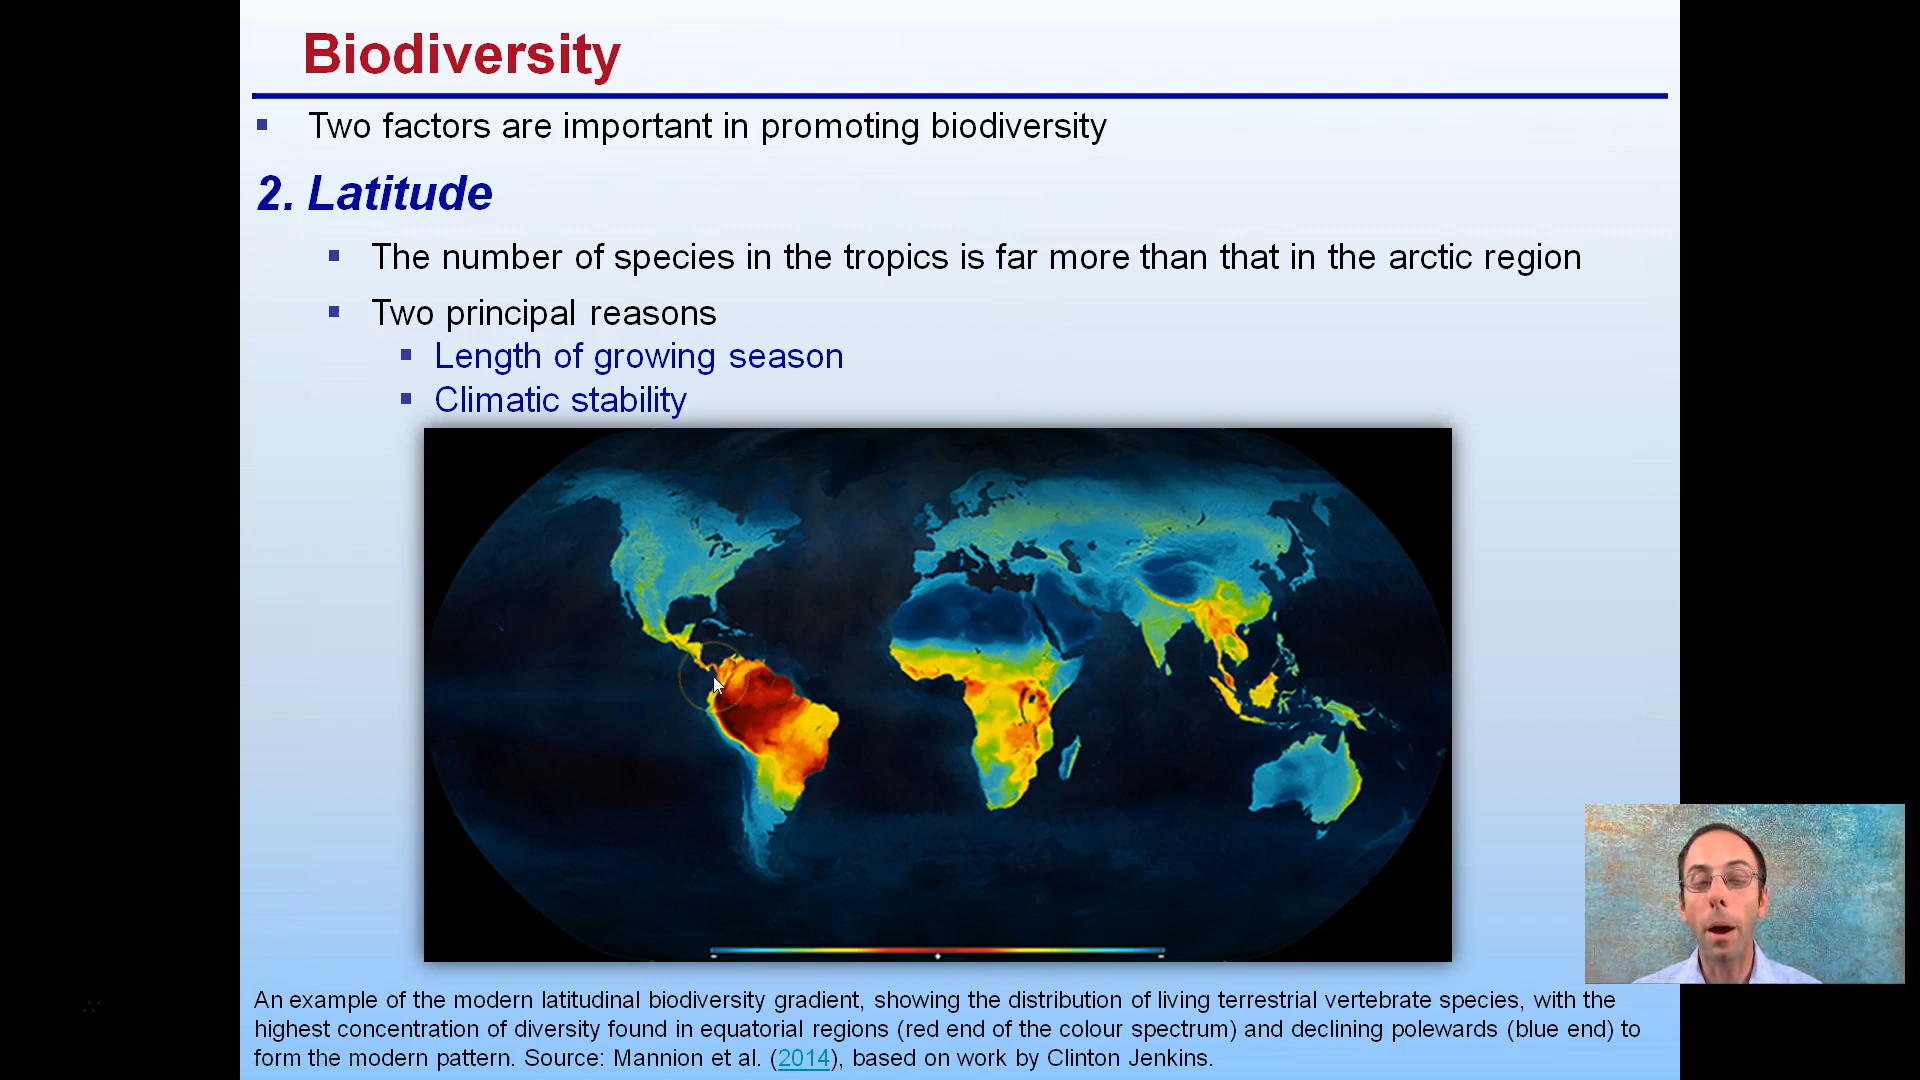 Biodiversity
Two factors are important in promoting biodiversity
2. Latitude
The number of species in the tropics is far more than that in the arctic region
Two principal reasons
Length of growing season
Climatic stability
An example of the modern latitudinal biodiversity gradient, showing the distribution of living terrestrial vertebrate species, with the
highest concentration of diversity found in equatorial regions (red end of the colour spectrum) and declining polewards (blue end) to
form the modern pattern. Source: Mannion et al. (2014), based on work by Clinton Jenkins.